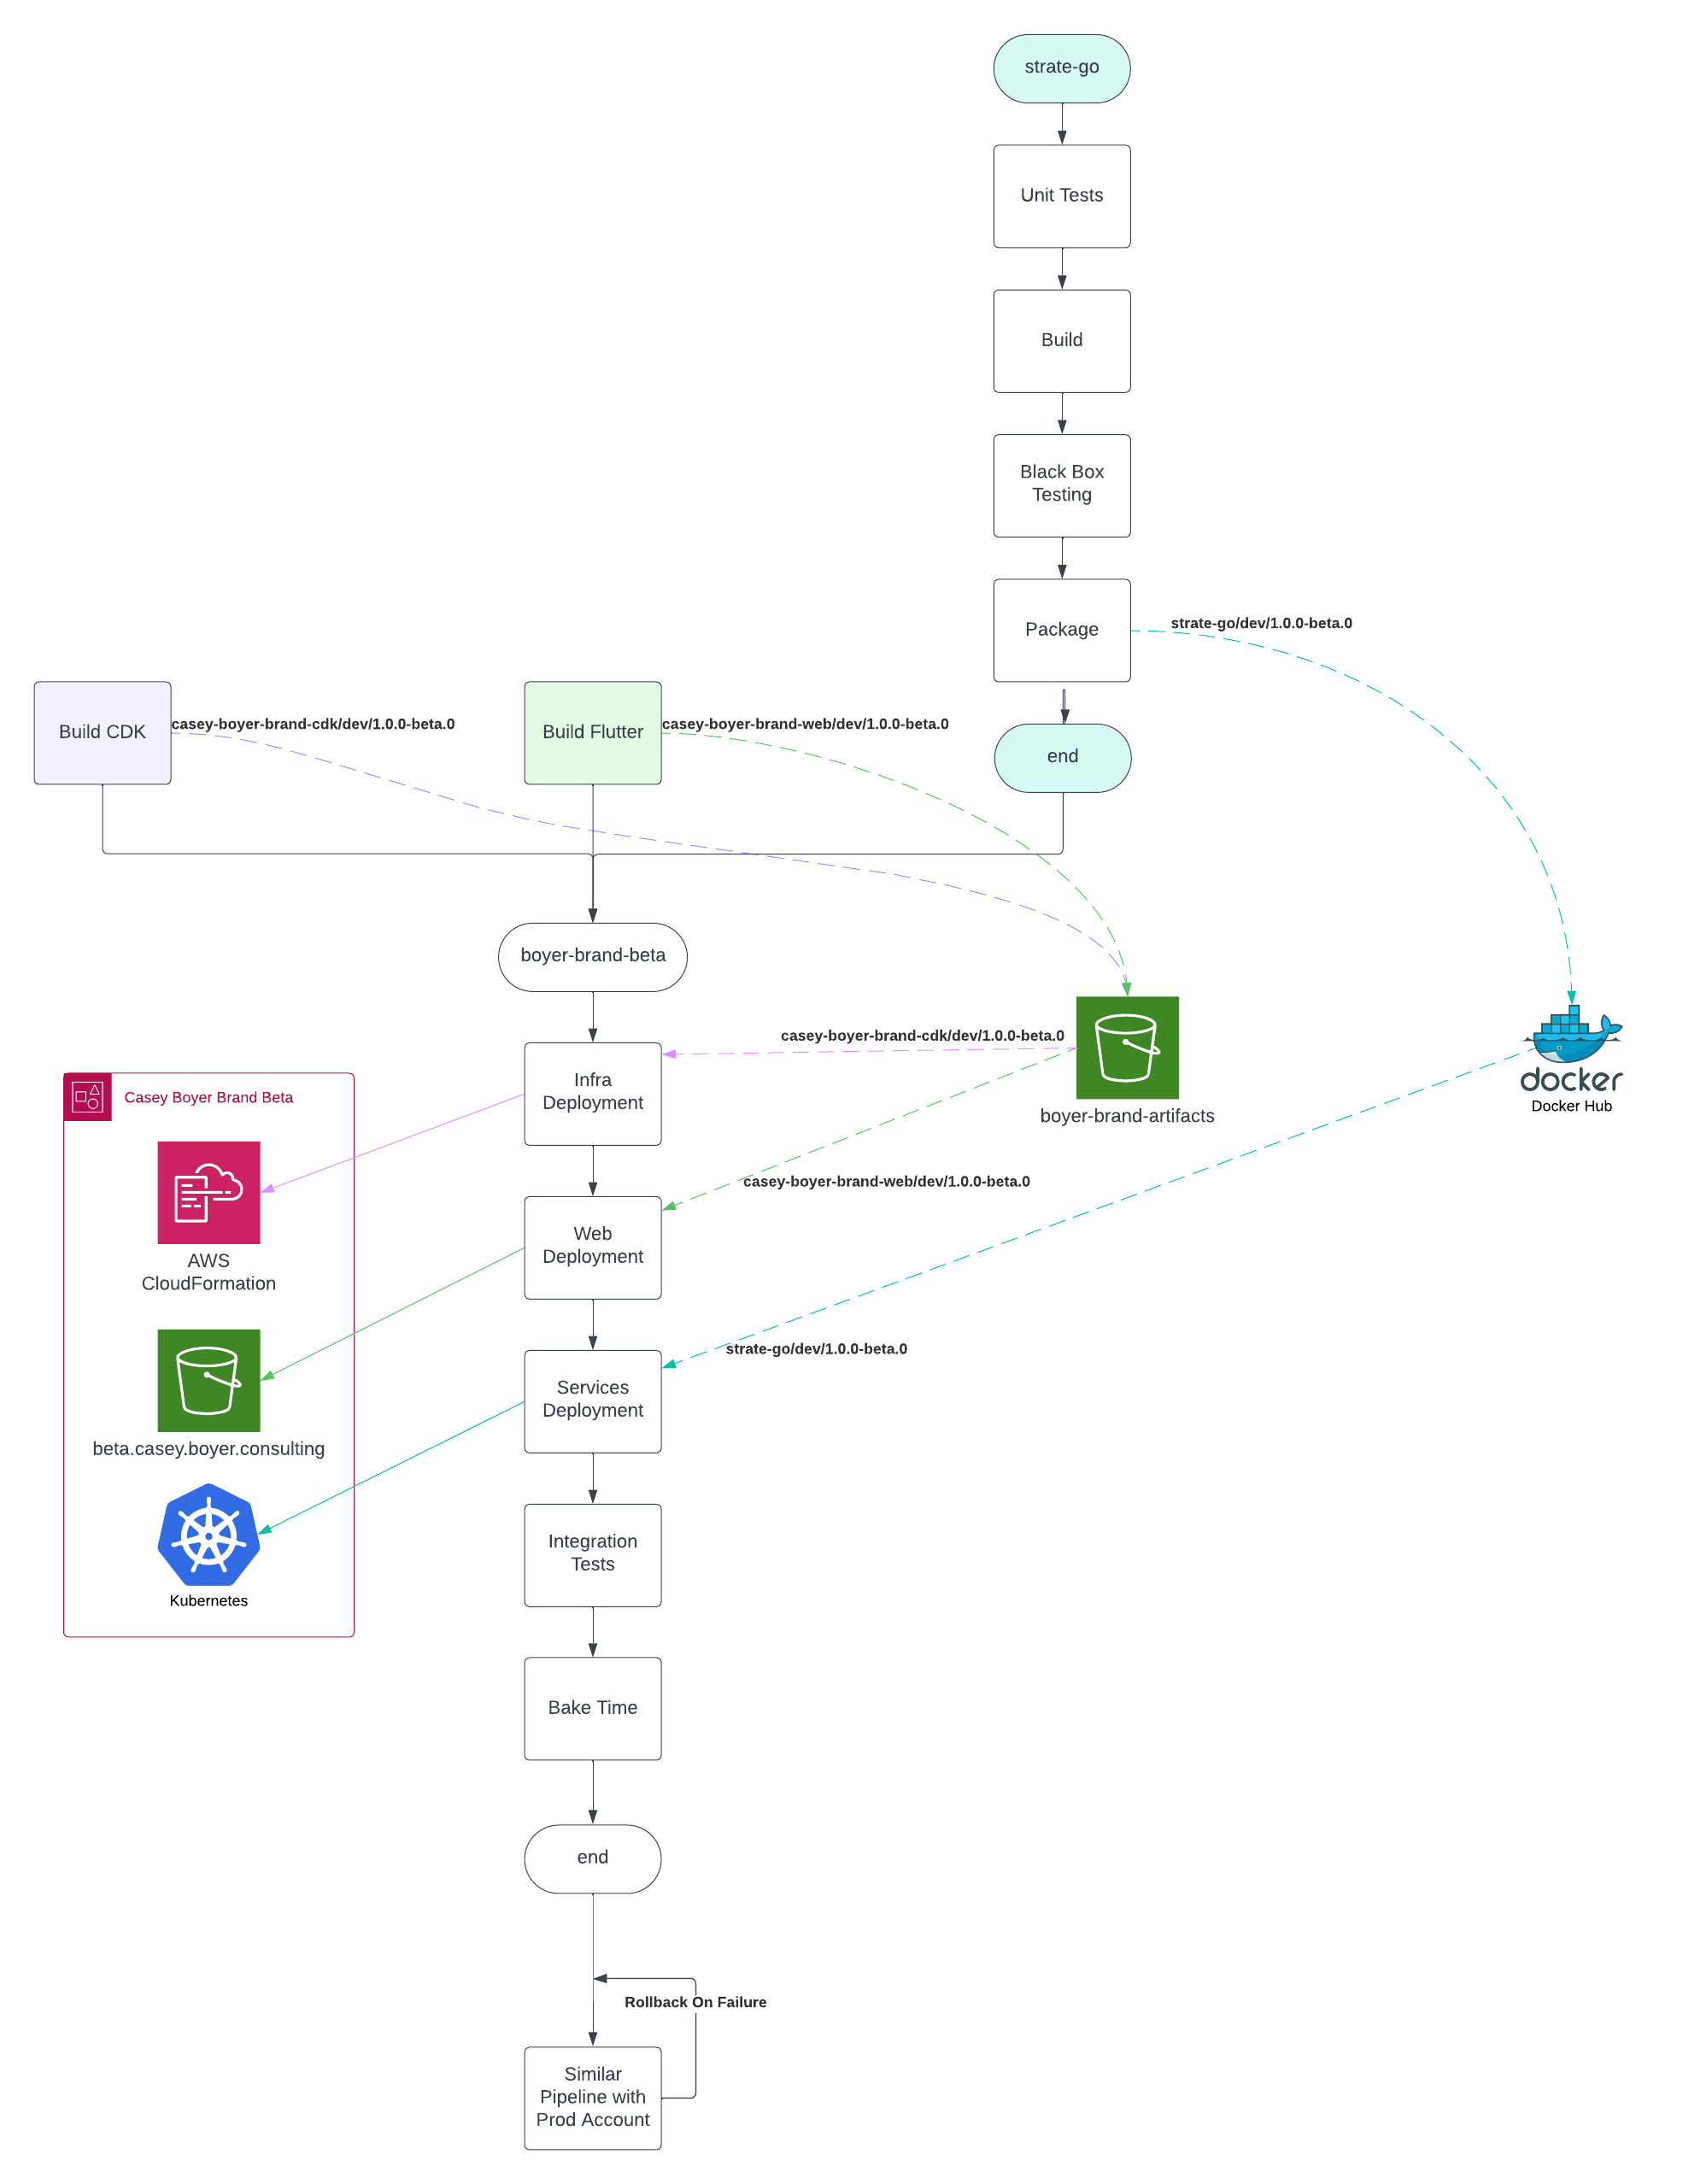 strate-go
Unit Tests
Build
Black Box
Testing
Package
strate-go/dev/1.0.0-beta.0
Build CDK
casey-boyer-brand-cdk/dev/1.0.0-beta.0
Build Flutter
casey-boyer-brand-web/dev/1.0.0-beta.0
end
boyer-brand-beta
casey-boyer-brand-cdk/dev/1.0.0-beta.0
boyer-brand-artifacts
docker
Docker Hub
Infra
Deployment
Casey Boyer Brand Beta
AWS
CloudFormation
casey-boyer-brand-web/dev/1.0.0-beta.0
Web
Deployment
strate-go/dev/1.0.0-beta.0
Services
Deployment
beta.casey.boyer.consulting
Kubernetes
Integration
Tests
Bake Time
end
Rollback On Failure
Similar
Pipeline with
Prod Account